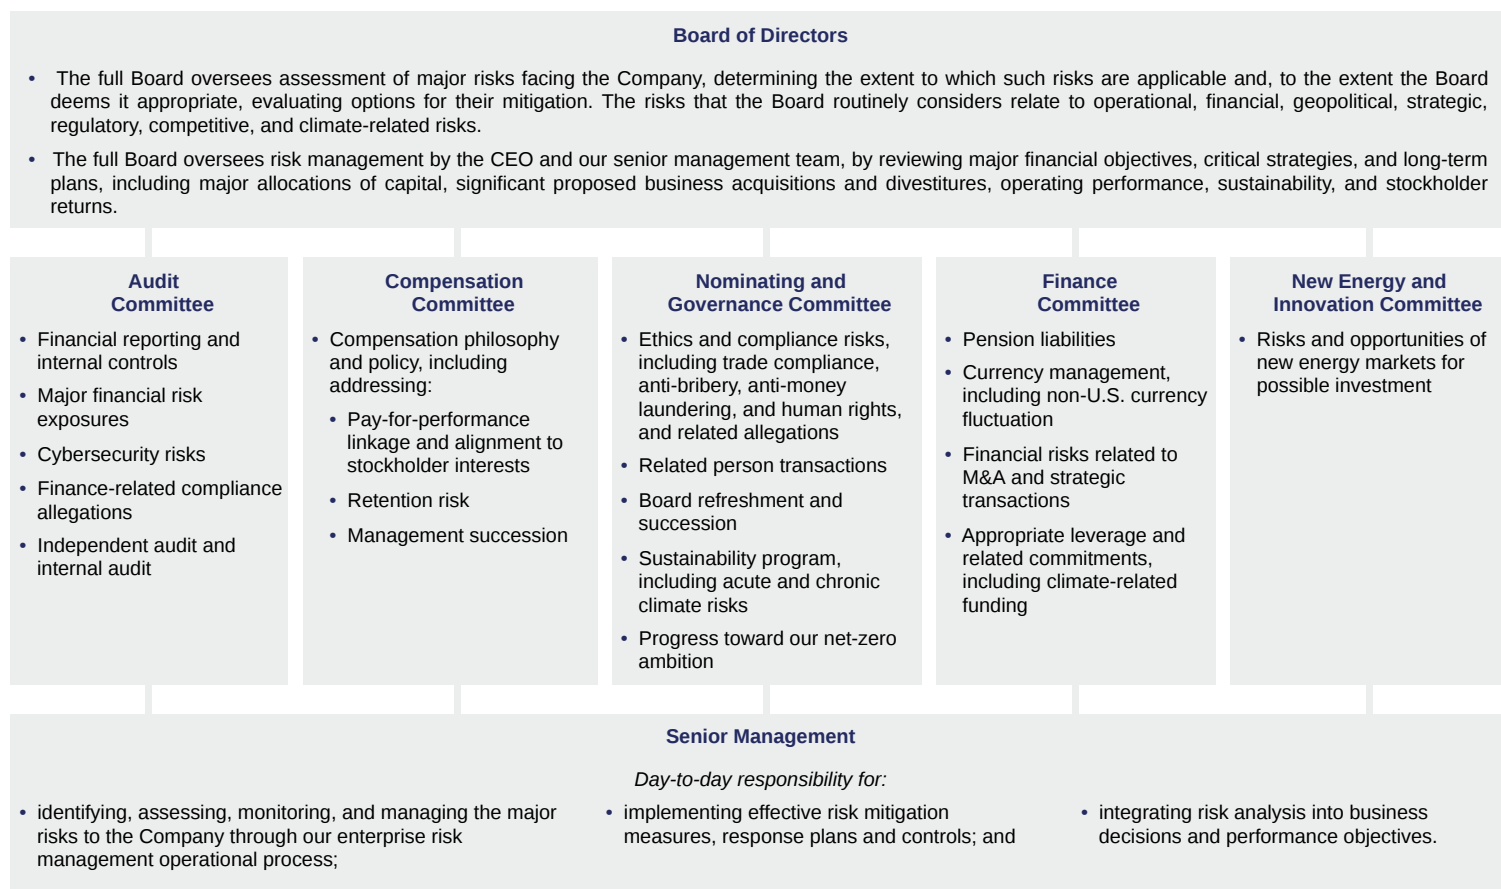 Board of Directors
• The full Board oversees assessment of major risks facing the Company, determining the extent to which such risks are applicable and, to the extent the Board
deems it appropriate, evaluating options for their mitigation. The risks that the Board routinely considers relate to operational, financial, geopolitical, strategic,
regulatory, competitive, and climate-related risks.
• The full Board oversees risk management by the CEO and our senior management team, by reviewing major financial objectives, critical strategies, and long-term
plans, including major allocations of capital, significant proposed business acquisitions and divestitures, operating performance, sustainability, and stockholder
returns.
Audit
Committee
• Financial reporting and
internal controls
• Major financial risk
exposures
• Cybersecurity risks
• Finance-related compliance
allegations
• Independent audit and
internal audit
Compensation
Committee
• Compensation philosophy
and policy, including
addressing:
• Pay-for-performance
linkage and alignment to
stockholder interests
• Retention risk
• Management succession
Nominating and
Governance Committee
• Ethics and compliance risks,
including trade compliance,
anti-bribery, anti-money
laundering, and human rights,
and related allegations
• Related person transactions
• Board refreshment and
succession
• Sustainability program,
including acute and chronic
climate risks
• Progress toward our net-zero
ambition
Finance
Committee
• Pension liabilities
• Currency management,
including non-U.S. currency
fluctuation
• Financial risks related to
M&A and strategic
transactions
• Appropriate leverage and
related commitments,
including climate-related
funding
New Energy and
Innovation Committee
• Risks and opportunities of
new energy markets for
possible investment
Senior Management
Day-to-day responsibility for:
• identifying, assessing, monitoring, and managing the major
risks to the Company through our enterprise risk
management operational process;
• implementing effective risk mitigation
measures, response plans and controls; and
• integrating risk analysis into business
decisions and performance objectives.